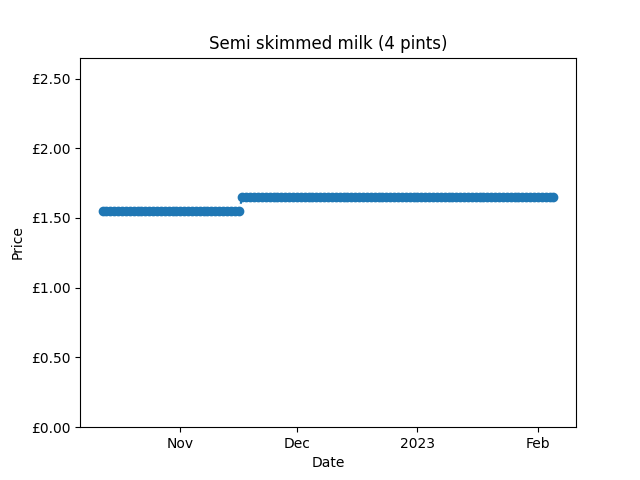 Semi skimmed milk (4 pints)
£2.50
£2.00
£1.50
£1.00
£0.50
£0.00
Price
Nov Dec 2023 Feb
Date